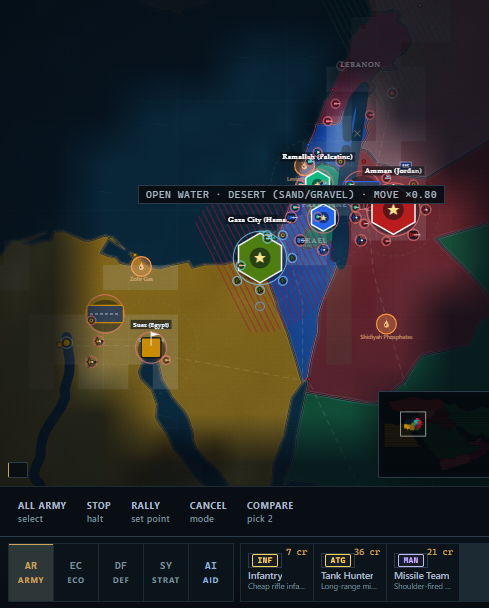 LEBANON
Ramallah (Palestine)
Amman (Jordan)
OPEN WATER · DESERT (SAND/GRAVEL) · MOVE ×0.80
Gaza City (Hamas
Zohr Gas
Suez (Egypt)
Shidiyah Phosphates
ALL ARMY
select
STOP
halt
RALLY
set point
CANCEL
mode
COMPARE
pick 2
AR
ARMY
EC
ECO
DF
DEF
SY
STRAT
AI
AID
INF
7 cr
Infantry
Cheap rifle infa...
ATG
36 cr
Tank Hunter
Long-range mi...
MAN
21 cr
Missile Team
Shoulder-fired ...